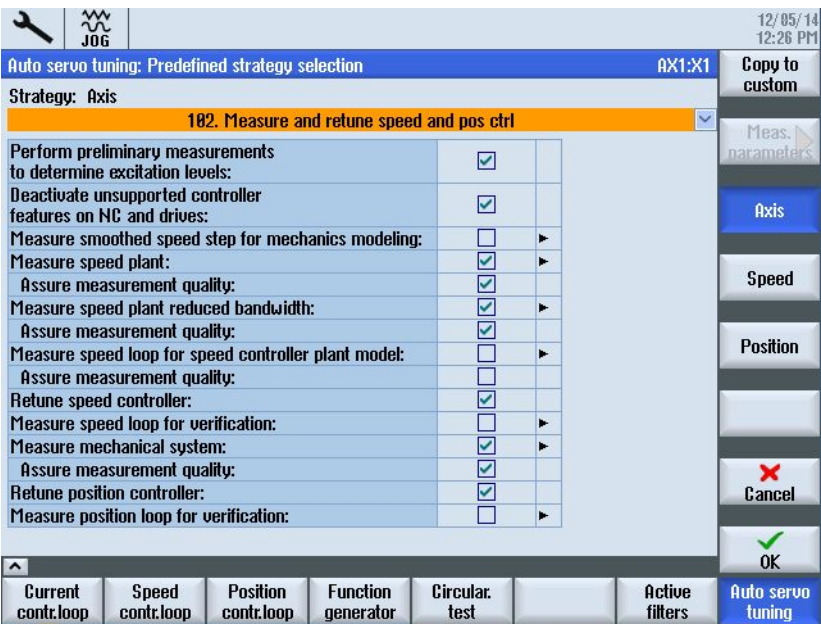 JOG
12/05/14
12:26 PM
Auto servo tuning: Predefined strategy selection AX1:X1
Strategy: Axis
102. Measure and retune speed and pos ctrl
Perform preliminary measurements
to determine excitation levels:
Deactivate unsupported controller
features on NC and drives:
Measure smoothed speed step for mechanics modeling:
Measure speed plant:
Assure measurement quality:
Measure speed plant reduced bandwidth:
Assure measurement quality:
Measure speed loop for speed controller plant model:
Assure measurement quality:
Retune speed controller:
Measure speed loop for verification:
Measure mechanical system:
Assure measurement quality:
Retune position controller:
Measure position loop for verification:
Copy to
custom
Meas.
parameters
Axis
Speed
Position
Cancel
OK
Current
contr.loop
Speed
contr.loop
Position
contr.loop
Function
generator
Circular.
test
Active
filters
Auto servo
tuning